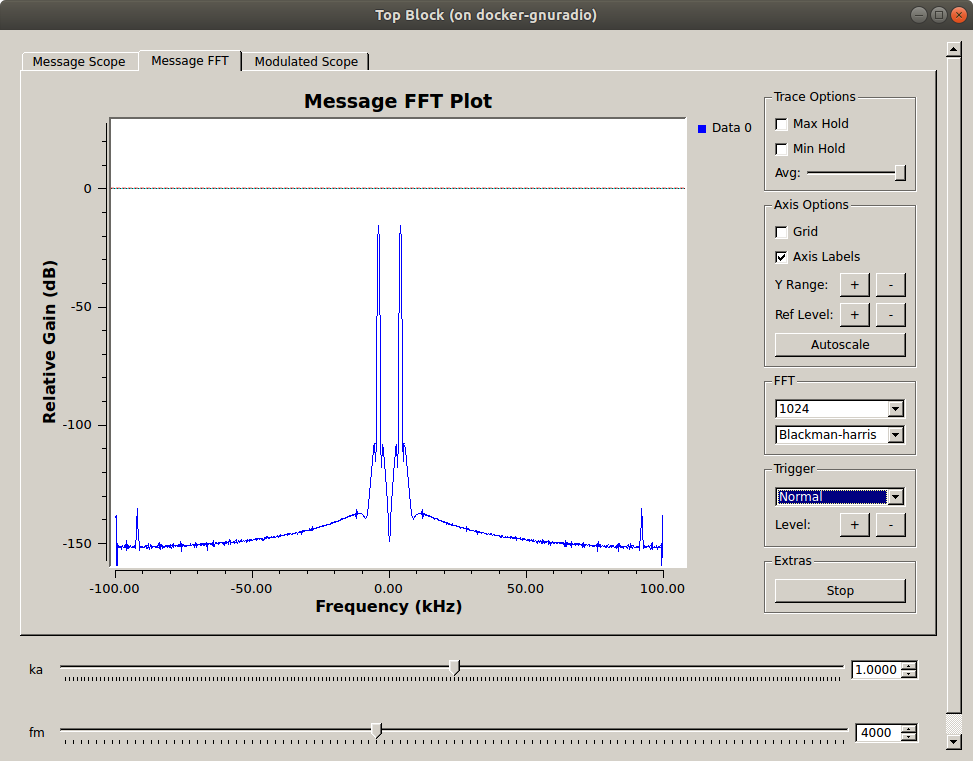 Top Block (on docker-gnuradio)
Message Scope Message FFT Modulated Scope
Message FFT Plot
Data 0
Relative Gain (dB)
0
-50
-100
-150
-100.00 -50.00 0.00 50.00 100.00
Frequency (kHz)
Trace Options
Max Hold
Min Hold
Avg:
Axis Options
Grid
Axis Labels
Y Range: + -
Ref Level: + -
Autoscale
FFT
1024
Blackman-harris
Trigger
Normal
Level: + -
Extras
Stop
ka 1.0000
fm 4000